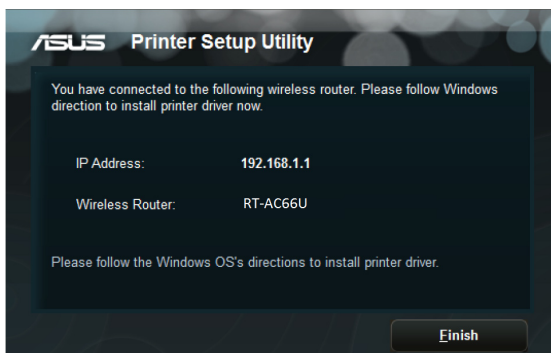 ASUS Printer Setup Utility
You have connected to the following wireless router. Please follow Windows
direction to install printer driver now.
IP Address: 192.168.1.1
Wireless Router: RT-AC66U
Please follow the Windows OS's directions to install printer driver.
Finish